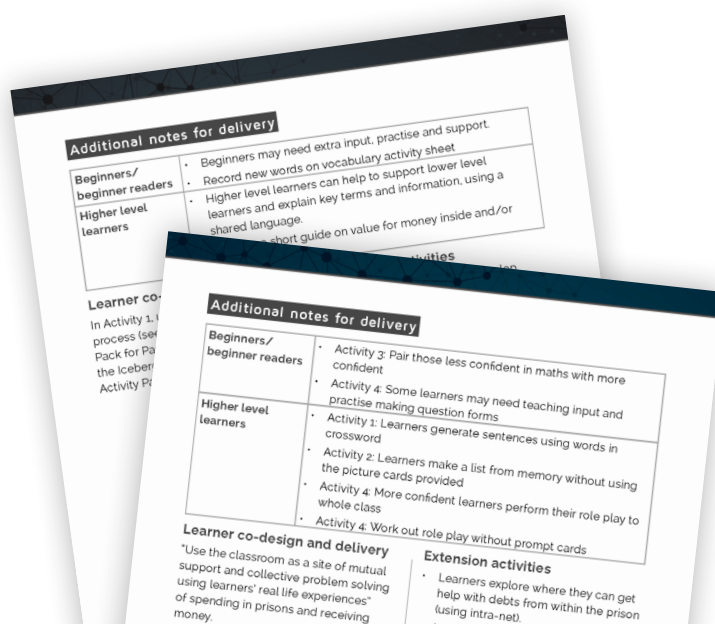 Additional notes for delivery
Beginners/
beginner readers
• Beginners may need extra input, practise and support.
• Record new words on vocabulary activity sheet
Higher level
learners
• Higher level learners can help to support lower level
learners and explain key terms and information, using a
shared language.
short guide on value for money inside and/or
Learner co-
In Activity 1,
process (see
Pack for Pa
the Iceberg
Activity Pa
Additional notes for delivery
Beginners/
beginner readers
• Activity 3: Pair those less confident in maths with more
confident
• Activity 4: Some learners may need teaching input and
practise making question forms
Higher level
learners
• Activity 1: Learners generate sentences using words in
crossword
• Activity 2: Learners make a list from memory without using
the picture cards provided
• Activity 4: More confident learners perform their role play to
whole class
• Activity 4: Work out role play without prompt cards
Learner co-design and delivery
"Use the classroom as a site of mutual
support and collective problem solving
using learners' real life experiences"
of spending in prisons and receiving
money.
Extension activities
• Learners explore where they can get
help with debts from within the prison
(using intra-net).